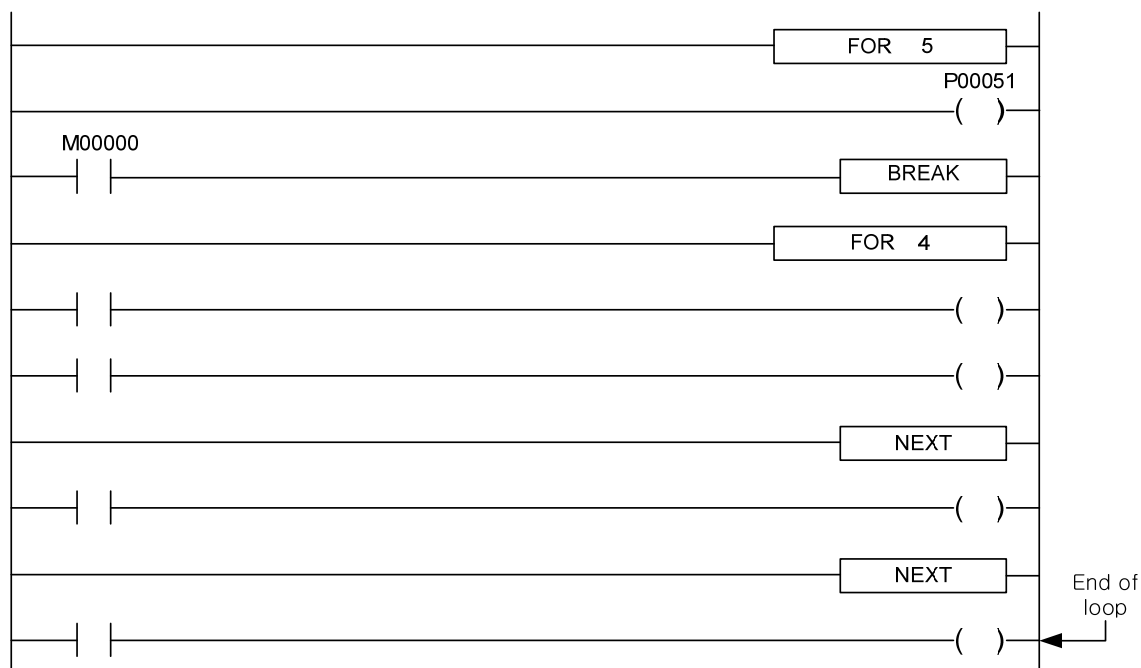 FOR 5
P00051
M00000
BREAK
FOR 4
NEXT
NEXT
End of
loop